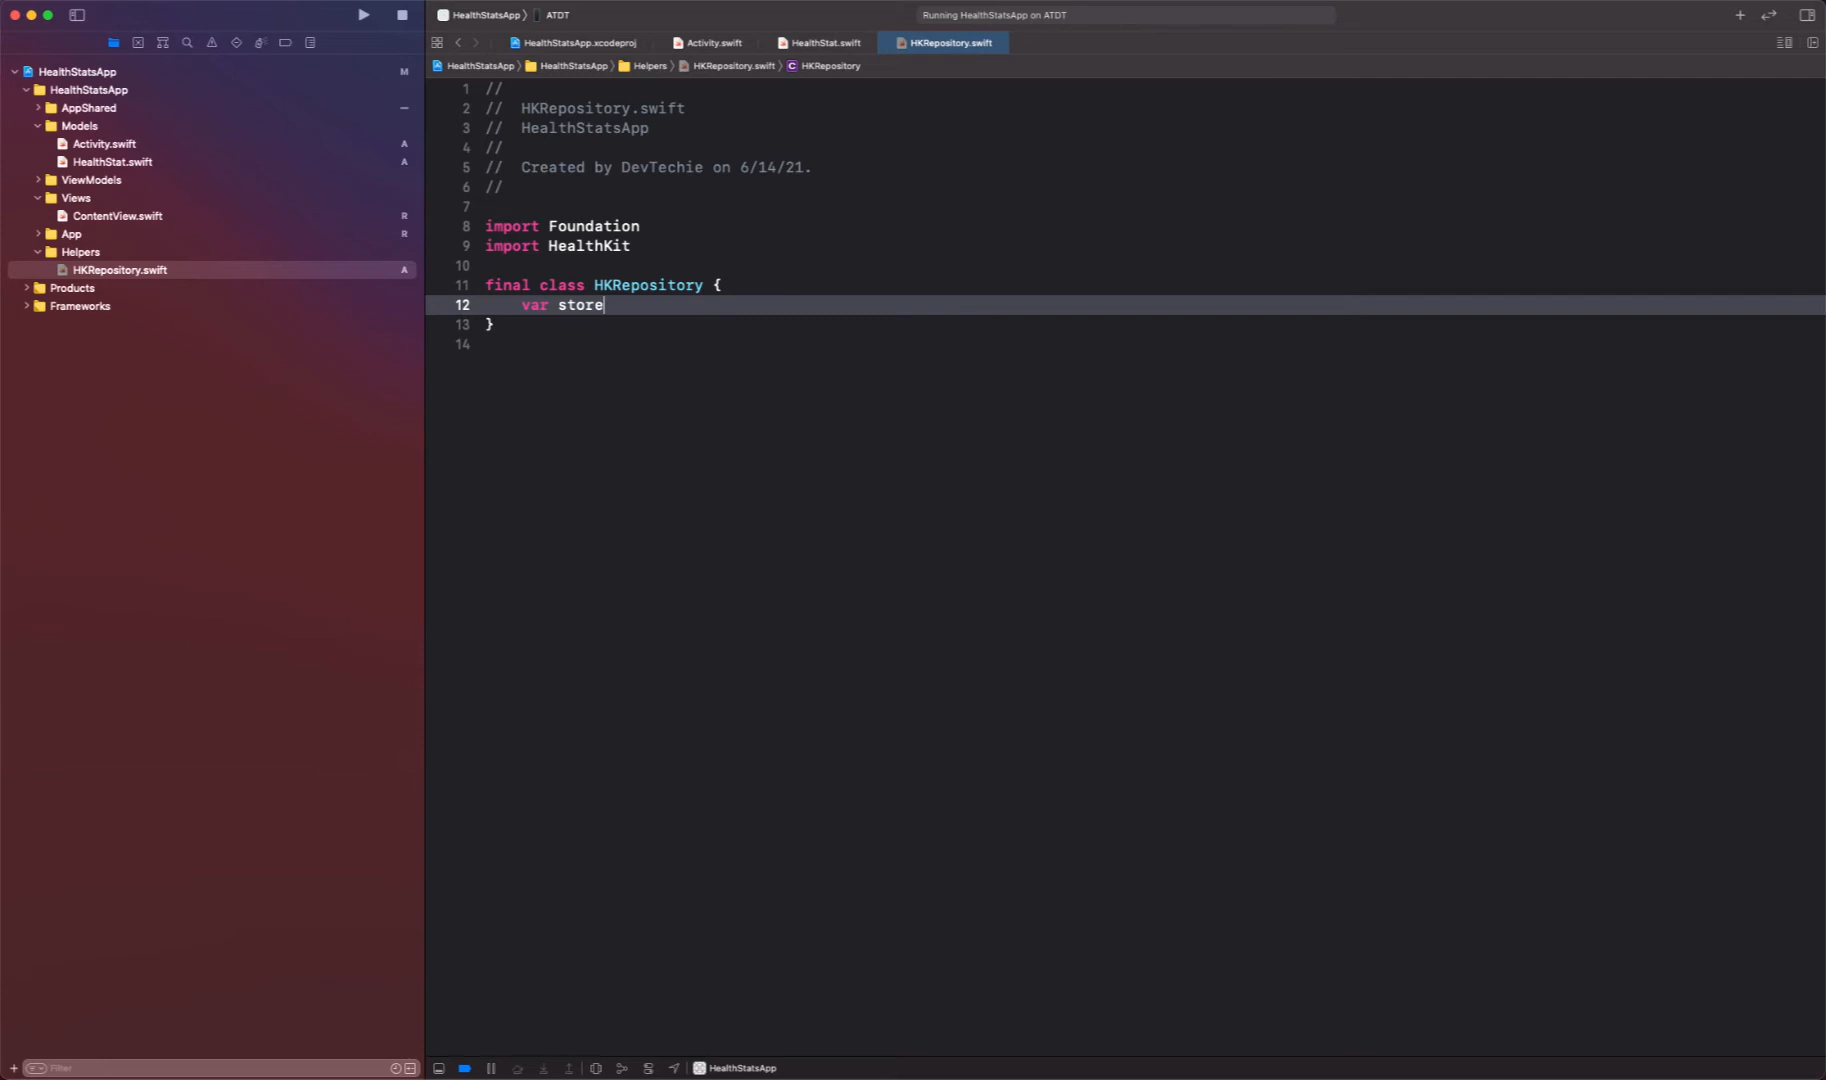 HealthStatsApp
ATDT
Running HealthStatsApp on ATDT
HealthStatsApp.xcodeproj
Activity.swift
HealthStat.swift
HKRepository.swift
HealthStatsApp
HealthStatsApp
Helpers
HKRepository.swift
C HKRepository
HealthStatsApp M
HealthStatsApp
AppShared
Models
Activity.swift A
HealthStat.swift A
ViewModels
Views
ContentView.swift R
App R
Helpers
HKRepository.swift A
Products
Frameworks
1 //
2 // HKRepository.swift
3 // HealthStatsApp
4 //
5 // Created by DevTechie on 6/14/21.
6 //
7
8 import Foundation
9 import HealthKit
10
11 final class HKRepository {
12 var store
13 }
14
Filter
HealthStatsApp